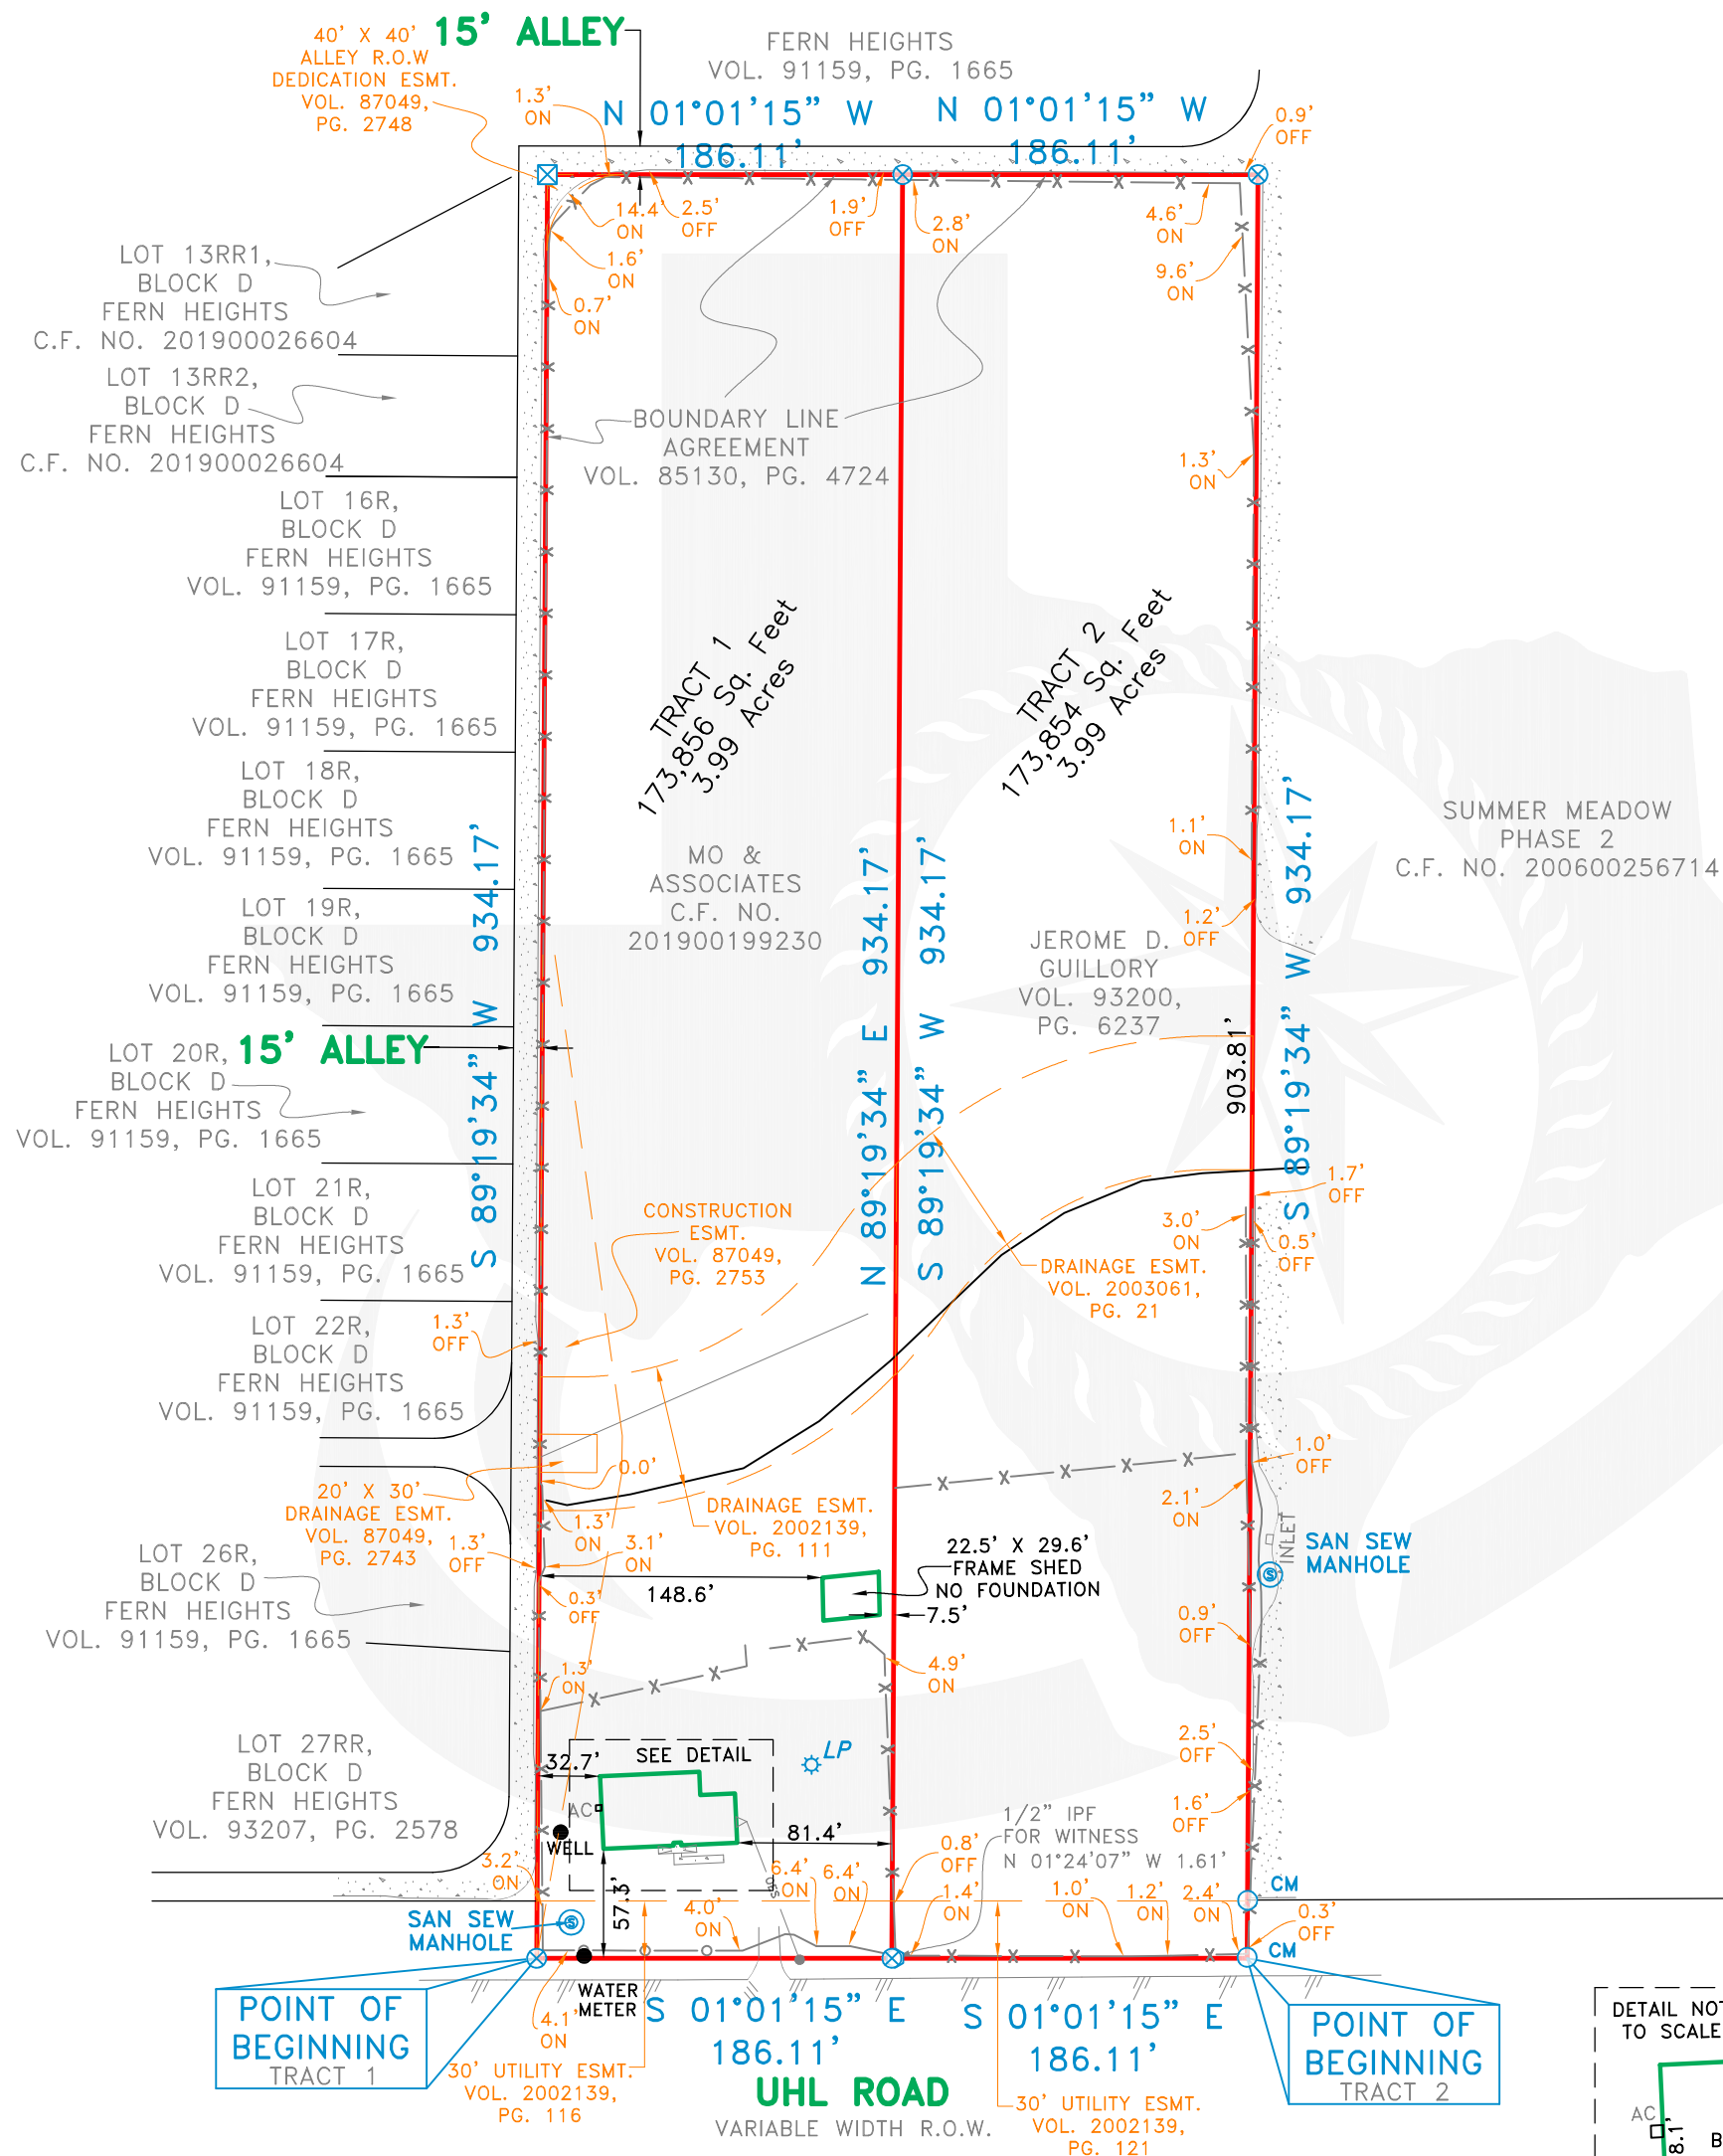 40' X 40'
ALLEY R.O.W
DEDICATION ESMT.
VOL. 87049,
PG. 2748
15' ALLEY
FERN HEIGHTS
VOL. 91159, PG. 1665
1.3'
ON
N 01°01'15" W
186.11'
N 01°01'15" W
186.11'
0.9'
OFF
14.4'
ON
2.5'
OFF
1.9'
OFF
2.8'
ON
4.6'
ON
9.6'
ON
1.6'
ON
0.7'
ON
LOT 13RR1,
BLOCK D
FERN HEIGHTS
C.F. NO. 201900026604
LOT 13RR2,
BLOCK D
FERN HEIGHTS
C.F. NO. 201900026604
BOUNDARY LINE
AGREEMENT
VOL. 85130, PG. 4724
1.3'
ON
LOT 16R,
BLOCK D
FERN HEIGHTS
VOL. 91159, PG. 1665
LOT 17R,
BLOCK D
FERN HEIGHTS
VOL. 91159, PG. 1665
TRACT 1
173,856 Sq. Feet
3.99 Acres
TRACT 2
173,854 Sq. Feet
3.99 Acres
LOT 18R,
BLOCK D
FERN HEIGHTS
VOL. 91159, PG. 1665
SUMMER MEADOW
PHASE 2
C.F. NO. 200600256714
1.1'
ON
MO &
ASSOCIATES
C.F. NO.
201900199230
LOT 19R,
BLOCK D
FERN HEIGHTS
VOL. 91159, PG. 1665
1.2'
OFF
JEROME D.
GUILLORY
VOL. 93200,
PG. 6237
S 89°19'34" W 934.17'
N 89°19'34" E 934.17'
S 89°19'34" W 934.17'
903.81'
S 89°19'34" W 934.17'
15' ALLEY
LOT 20R,
BLOCK D
FERN HEIGHTS
VOL. 91159, PG. 1665
LOT 21R,
BLOCK D
FERN HEIGHTS
VOL. 91159, PG. 1665
CONSTRUCTION
ESMT.
VOL. 87049,
PG. 2753
1.7'
OFF
3.0'
ON
0.5'
OFF
DRAINAGE ESMT.
VOL. 2003061,
PG. 21
LOT 22R,
BLOCK D
FERN HEIGHTS
VOL. 91159, PG. 1665
1.3'
OFF
0.0'
1.0'
OFF
20' X 30'
DRAINAGE ESMT.
VOL. 87049,
PG. 2743
1.3'
OFF
1.3'
ON
3.1'
ON
DRAINAGE ESMT.
VOL. 2002139,
PG. 111
2.1'
ON
INLET
SAN SEW
MANHOLE
22.5' X 29.6'
FRAME SHED
NO FOUNDATION
LOT 26R,
BLOCK D
FERN HEIGHTS
VOL. 91159, PG. 1665
148.6'
0.3'
OFF
7.5'
0.9'
OFF
1.3'
ON
4.9'
ON
LOT 27RR,
BLOCK D
FERN HEIGHTS
VOL. 93207, PG. 2578
32.7'
SEE DETAIL
LP
2.5'
OFF
AC
1.6'
OFF
WELL
81.4'
1/2" IPF
FOR WITNESS
N 01°24'07" W 1.61'
0.8'
OFF
3.2'
ON
57.3'
6.4'
ON
6.4'
ON
1.4'
ON
1.0'
ON
1.2'
ON
2.4'
ON
CM
0.3'
OFF
CM
SAN SEW
MANHOLE
S
S
4.0'
ON
WATER
METER
4.1'
ON
POINT OF
BEGINNING
TRACT 1
S 01°01'15" E
186.11'
S 01°01'15" E
186.11'
POINT OF
BEGINNING
TRACT 2
30' UTILITY ESMT.
VOL. 2002139,
PG. 116
UHL ROAD
VARIABLE WIDTH R.O.W.
30' UTILITY ESMT.
VOL. 2002139,
PG. 121
TO SCALE
AC